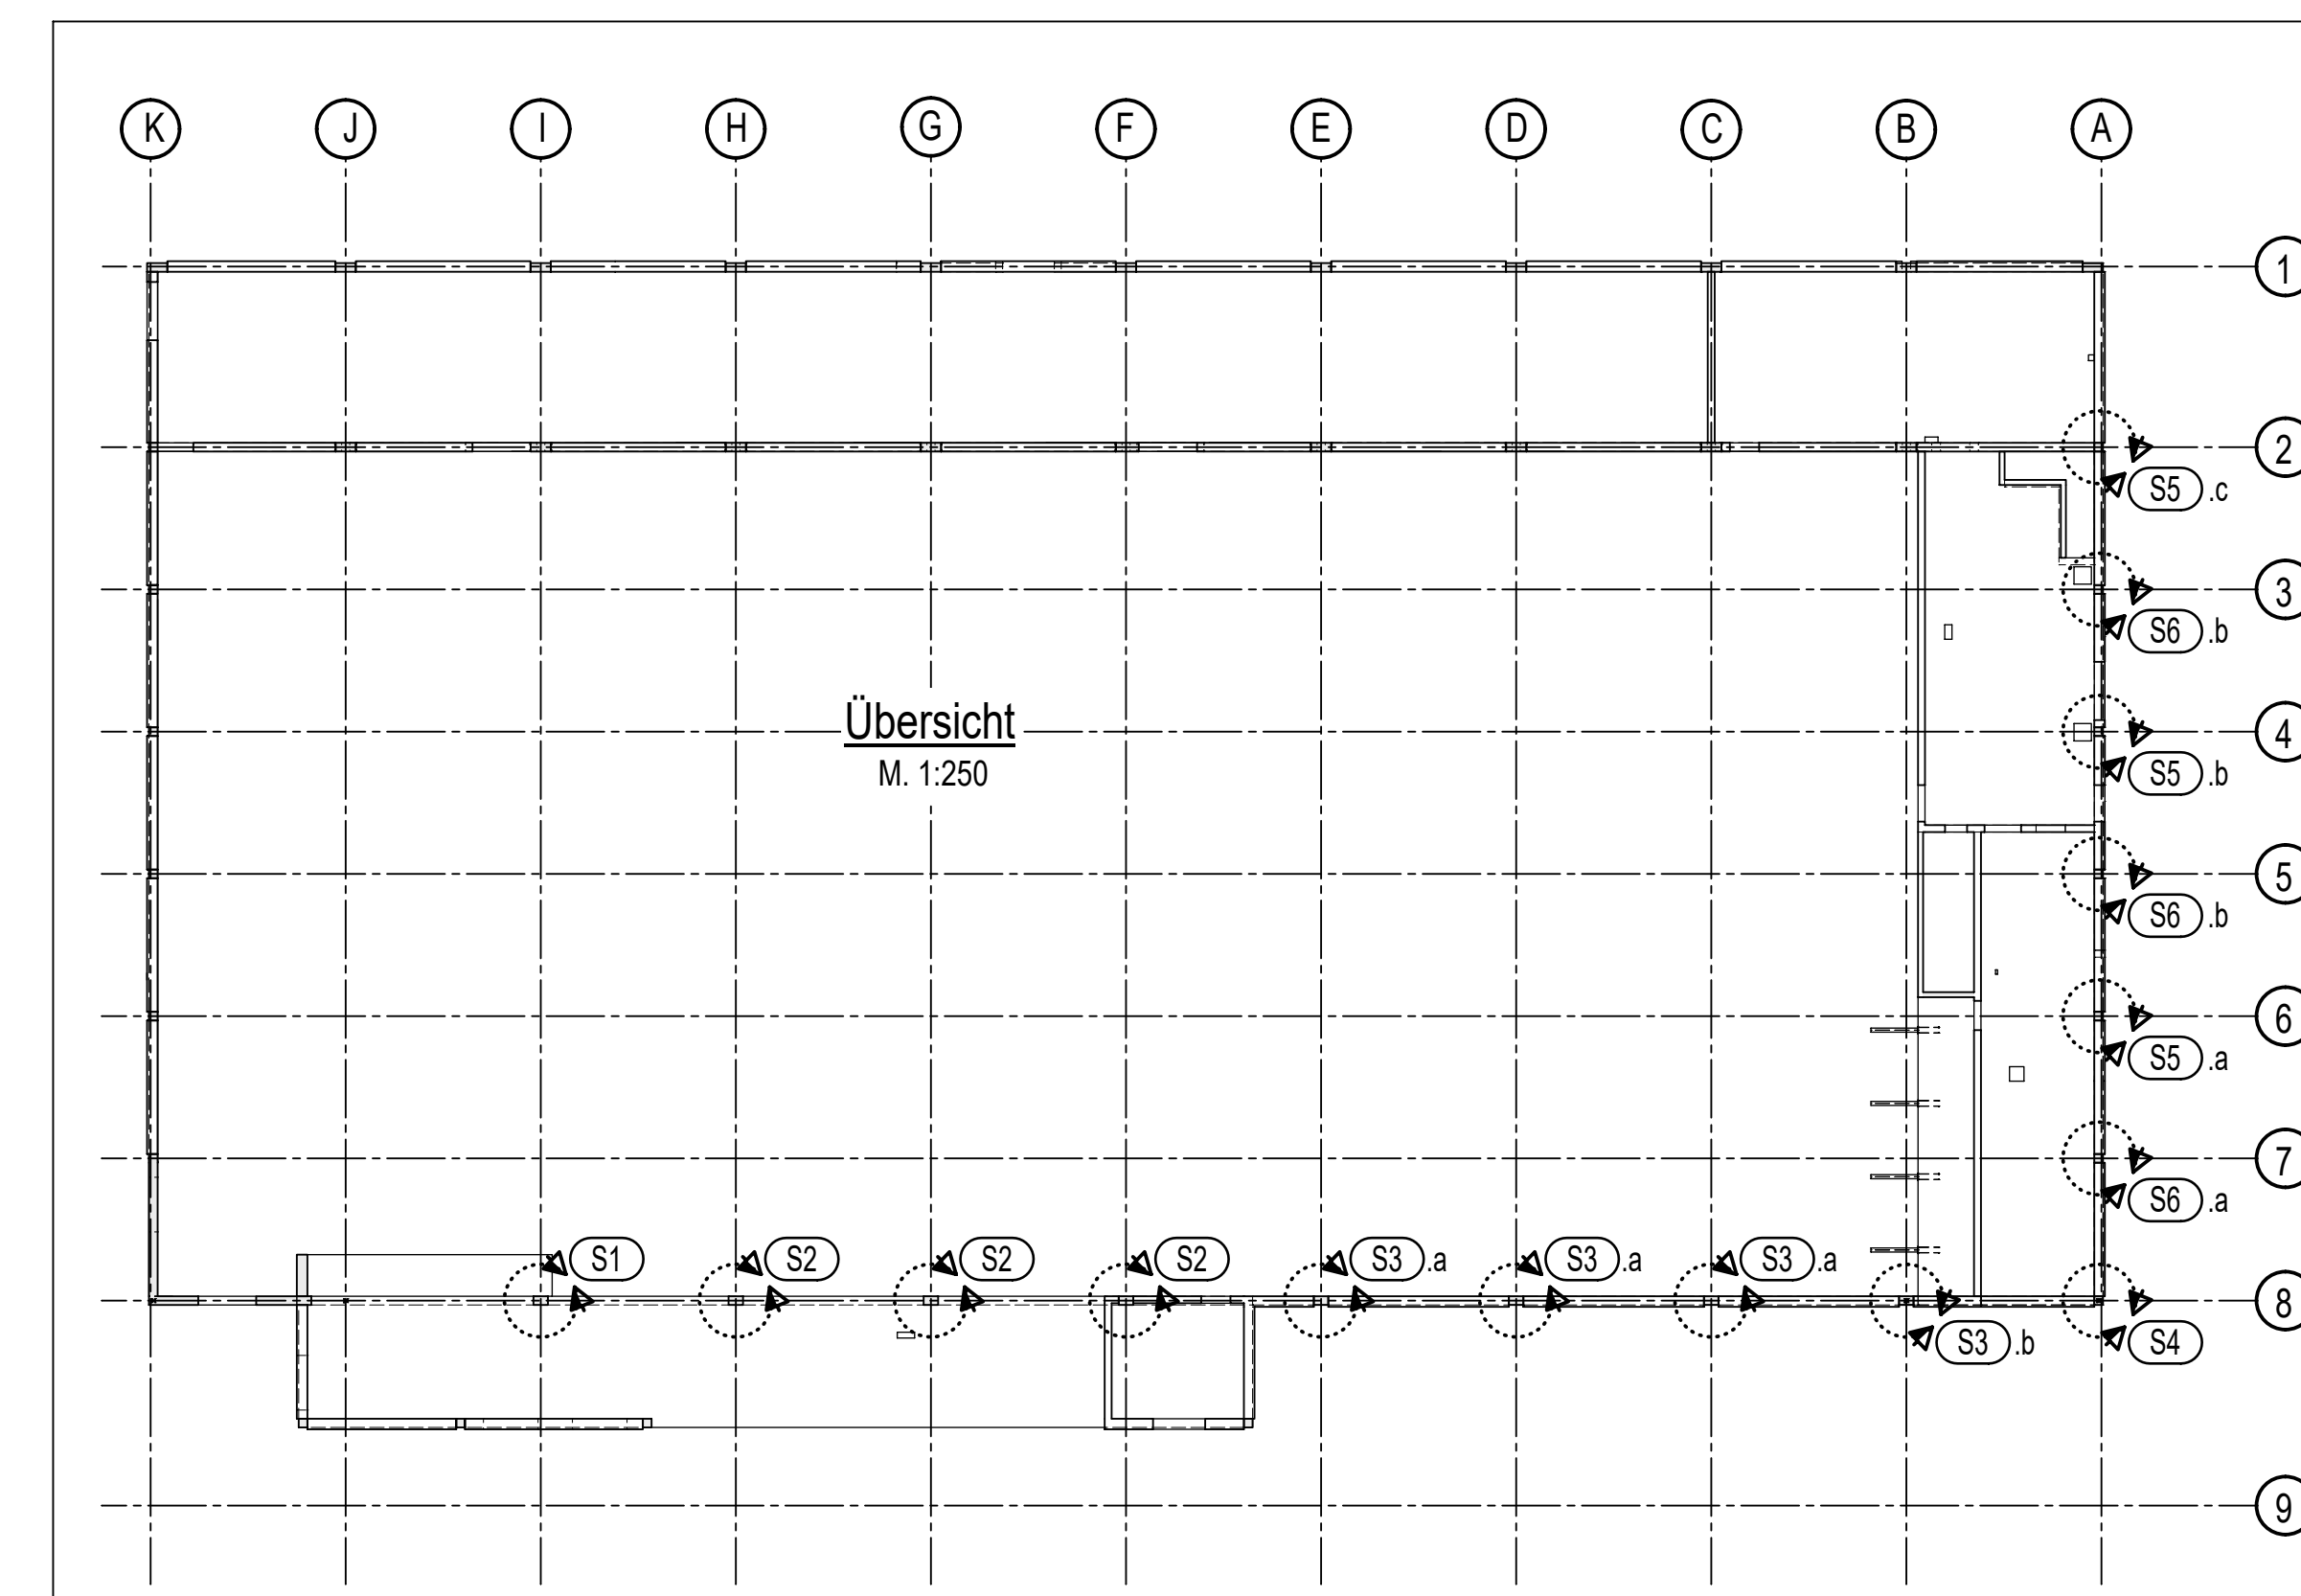 K J I H G F E D C B A
1
2
S5 .c
3
S6 .b
Übersicht
4
M. 1:250
S5 .b
5
S6 .b
6
S5 .a
7
S6 .a
S1 S2 S2 S2 S3 .a S3 .a S3 .a
8
S3 .b S4
9